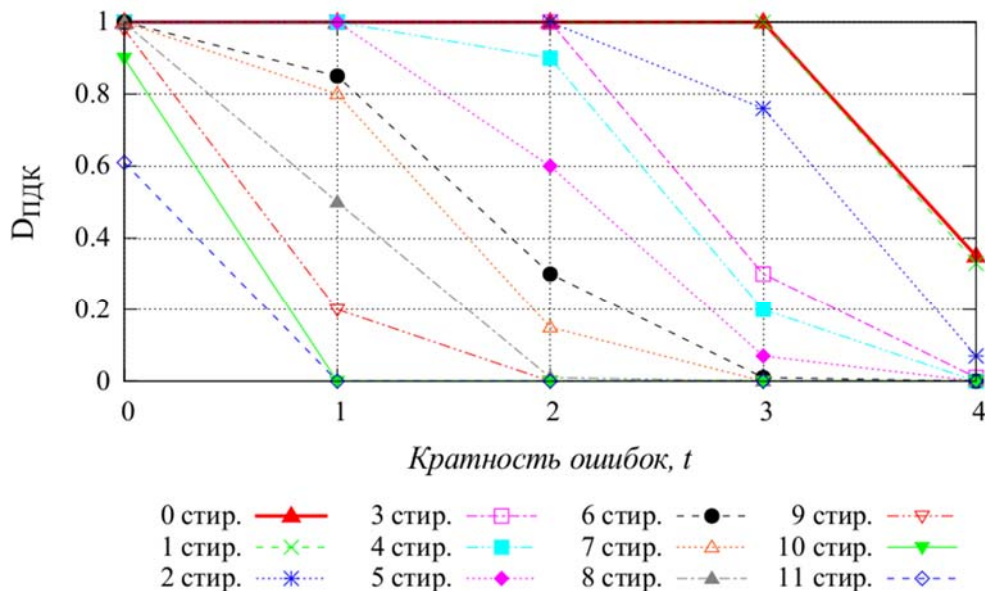 1
0.8
0.6
0.4
0.2
0
D ПДК
0 1 2 3 4
Кратность ошибок, t
0 стир. 3 стир. 6 стир. 9 стир.
1 стир. 4 стир. 7 стир. 10 стир.
2 стир. 5 стир. 8 стир. 11 стир.